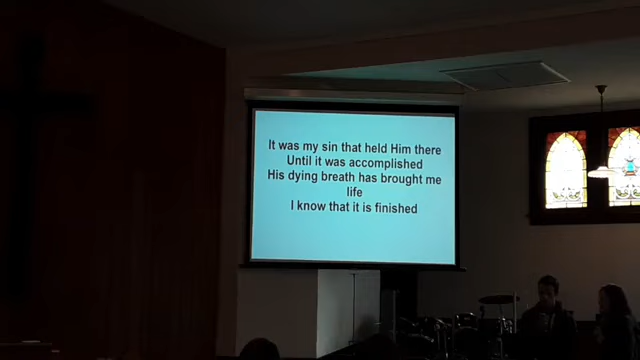 It was my sin that held Him there
Until it was accomplished
His dying breath has brought me
life
I know that it is finished